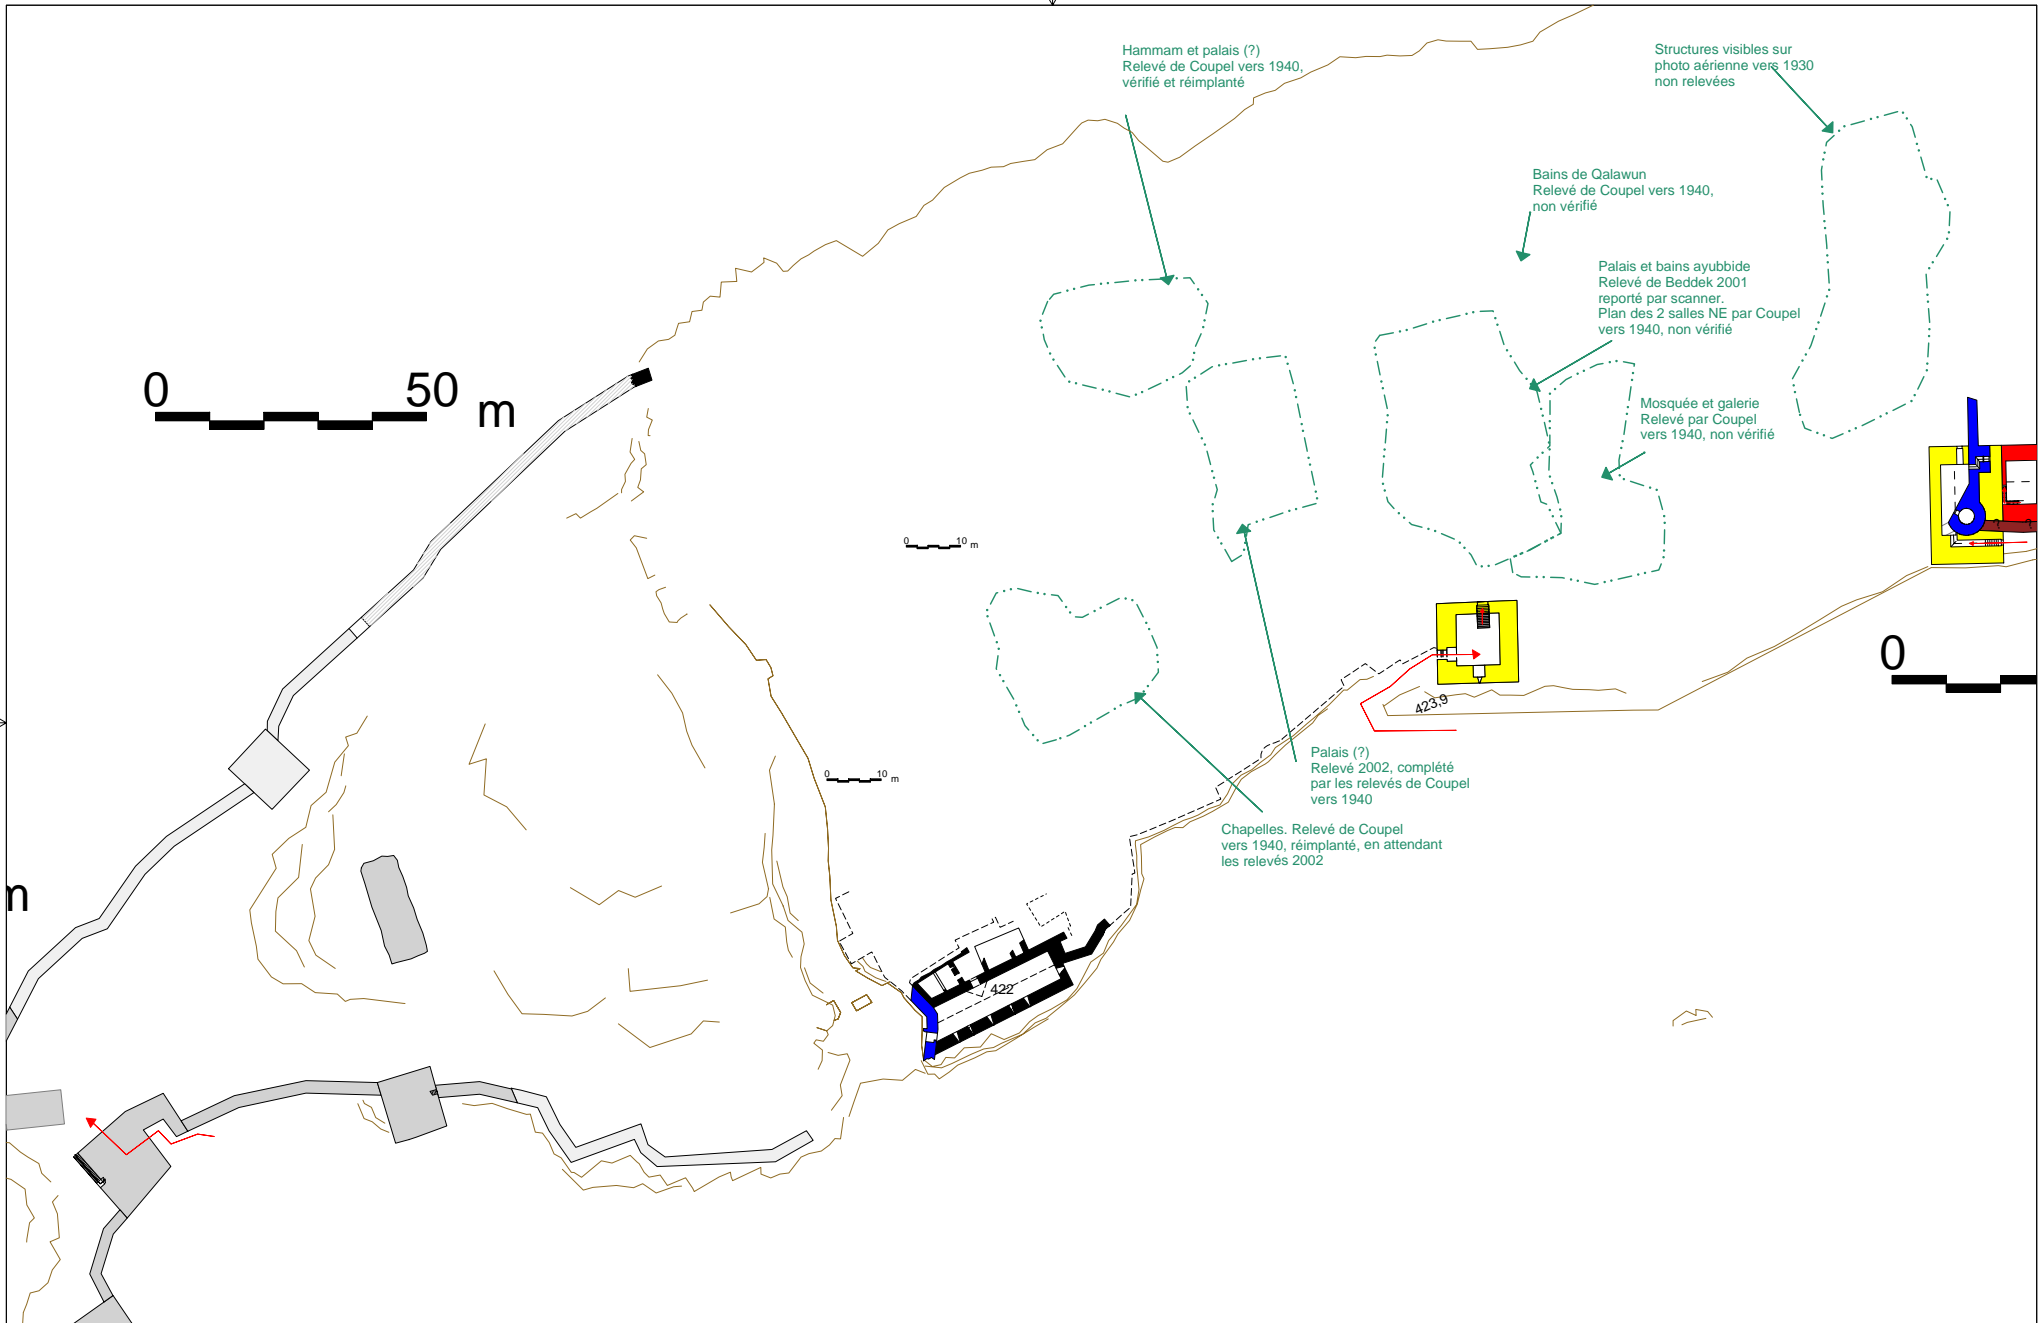 Hammam et palais (?)
Relevé de Coupel vers 1940,
vérifié et réimplanté
Structures visibles sur
photo aérienne vers 1930
non relevées
Bains de Qalawun
Relevé de Coupel vers 1940,
non vérifié
Palais et bains ayubbide
Relevé de Beddek 2001
reporté par scanner.
Plan des 2 salles NE par Coupel
vers 1940, non vérifié
0 50 m
Mosquée et galerie
Relevé par Coupel
vers 1940, non vérifié
0 10 m
? ?
0
423,9
Palais (?)
Relevé 2002, complété
par les relevés de Coupel
vers 1940
0 10 m
Chapelles. Relevé de Coupel
vers 1940, réimplanté, en attendant
les relevés 2002
m
422